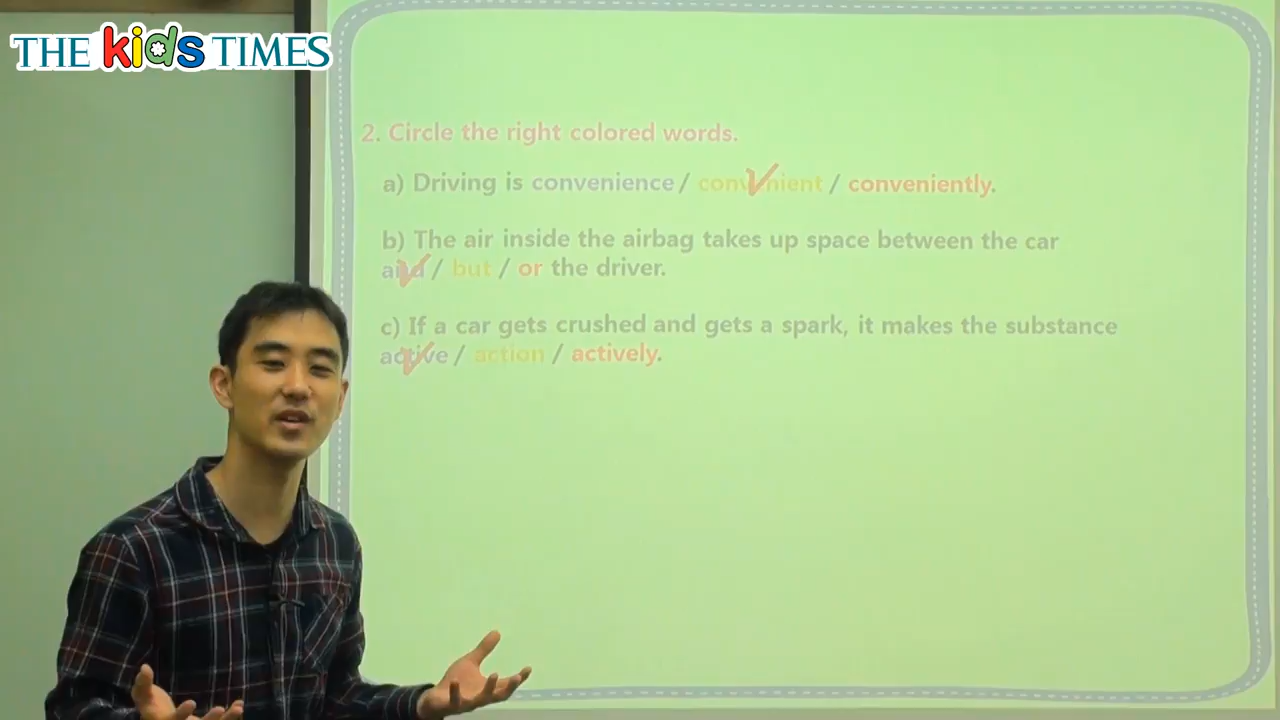 THE kids TIMES
2. Circle the right colored words.
a) Driving is convenience / convenient / conveniently.
b) The air inside the airbag takes up space between the car
and / but / or the driver.
c) If a car gets crushed and gets a spark, it makes the substance
active / action / actively.